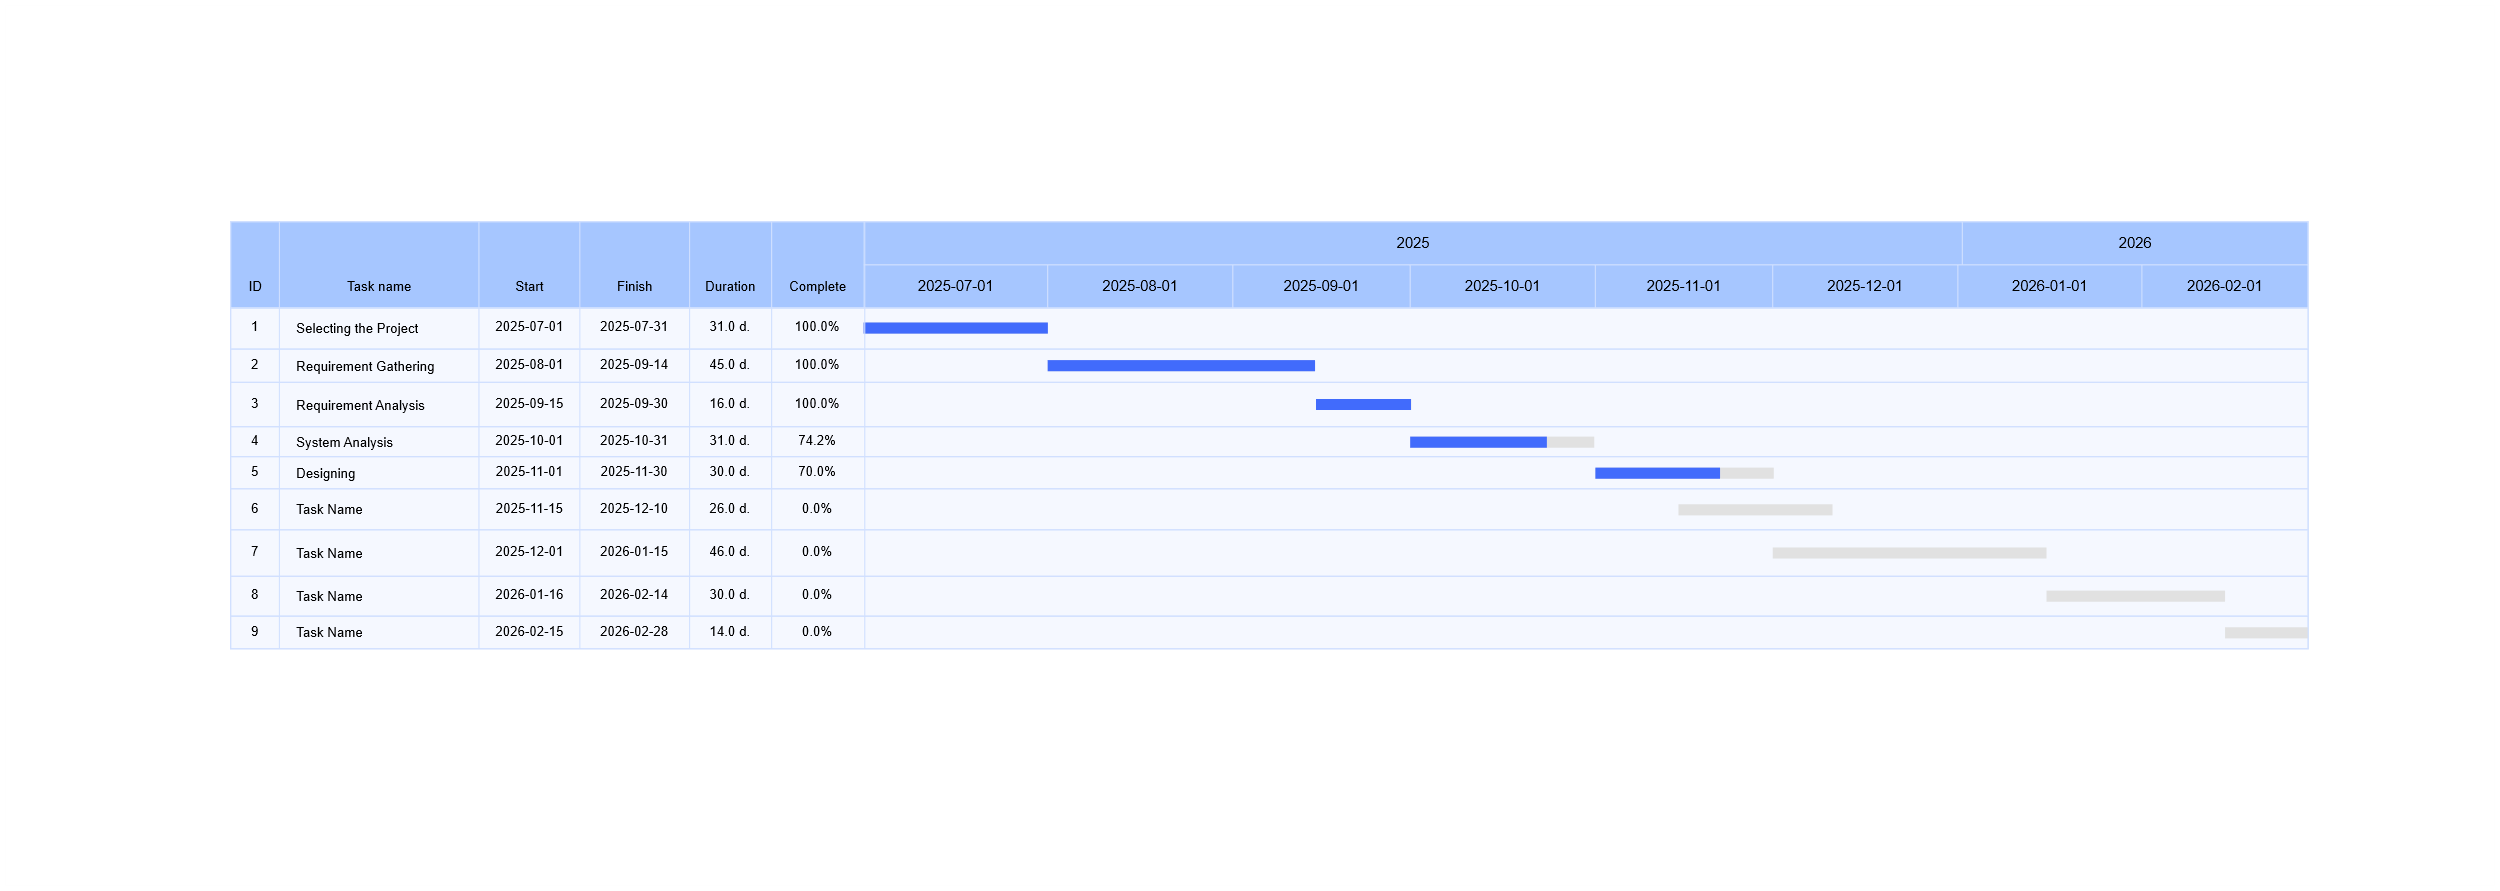 2025 2026
ID Task name Start Finish Duration Complete 2025-07-01 2025-08-01 2025-09-01 2025-10-01 2025-11-01 2025-12-01 2026-01-01 2026-02-01
1 Selecting the Project 2025-07-01 2025-07-31 31.0 d. 100.0%
2 Requirement Gathering 2025-08-01 2025-09-14 45.0 d. 100.0%
3 Requirement Analysis 2025-09-15 2025-09-30 16.0 d. 100.0%
4 System Analysis 2025-10-01 2025-10-31 31.0 d. 74.2%
5 Designing 2025-11-01 2025-11-30 30.0 d. 70.0%
6 Task Name 2025-11-15 2025-12-10 26.0 d. 0.0%
7 Task Name 2025-12-01 2026-01-15 46.0 d. 0.0%
8 Task Name 2026-01-16 2026-02-14 30.0 d. 0.0%
9 Task Name 2026-02-15 2026-02-28 14.0 d. 0.0%